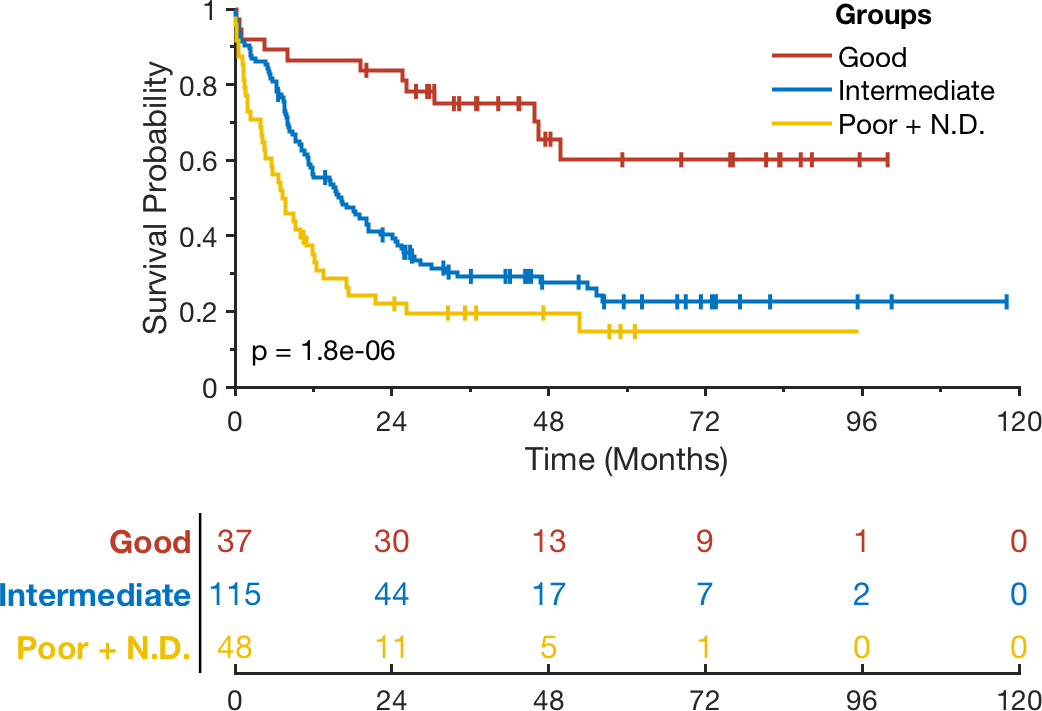 Groups
Good
Intermediate
Poor + N.D.
Survival Probability
1
0.8
0.6
0.4
0.2
0
p = 1.8e-06
0 24 48 72 96 120
Time (Months)
Good 37 30 13 9 1 0
Intermediate 115 44 17 7 2 0
Poor + N.D. 48 11 5 1 0 0
0 24 48 72 96 120